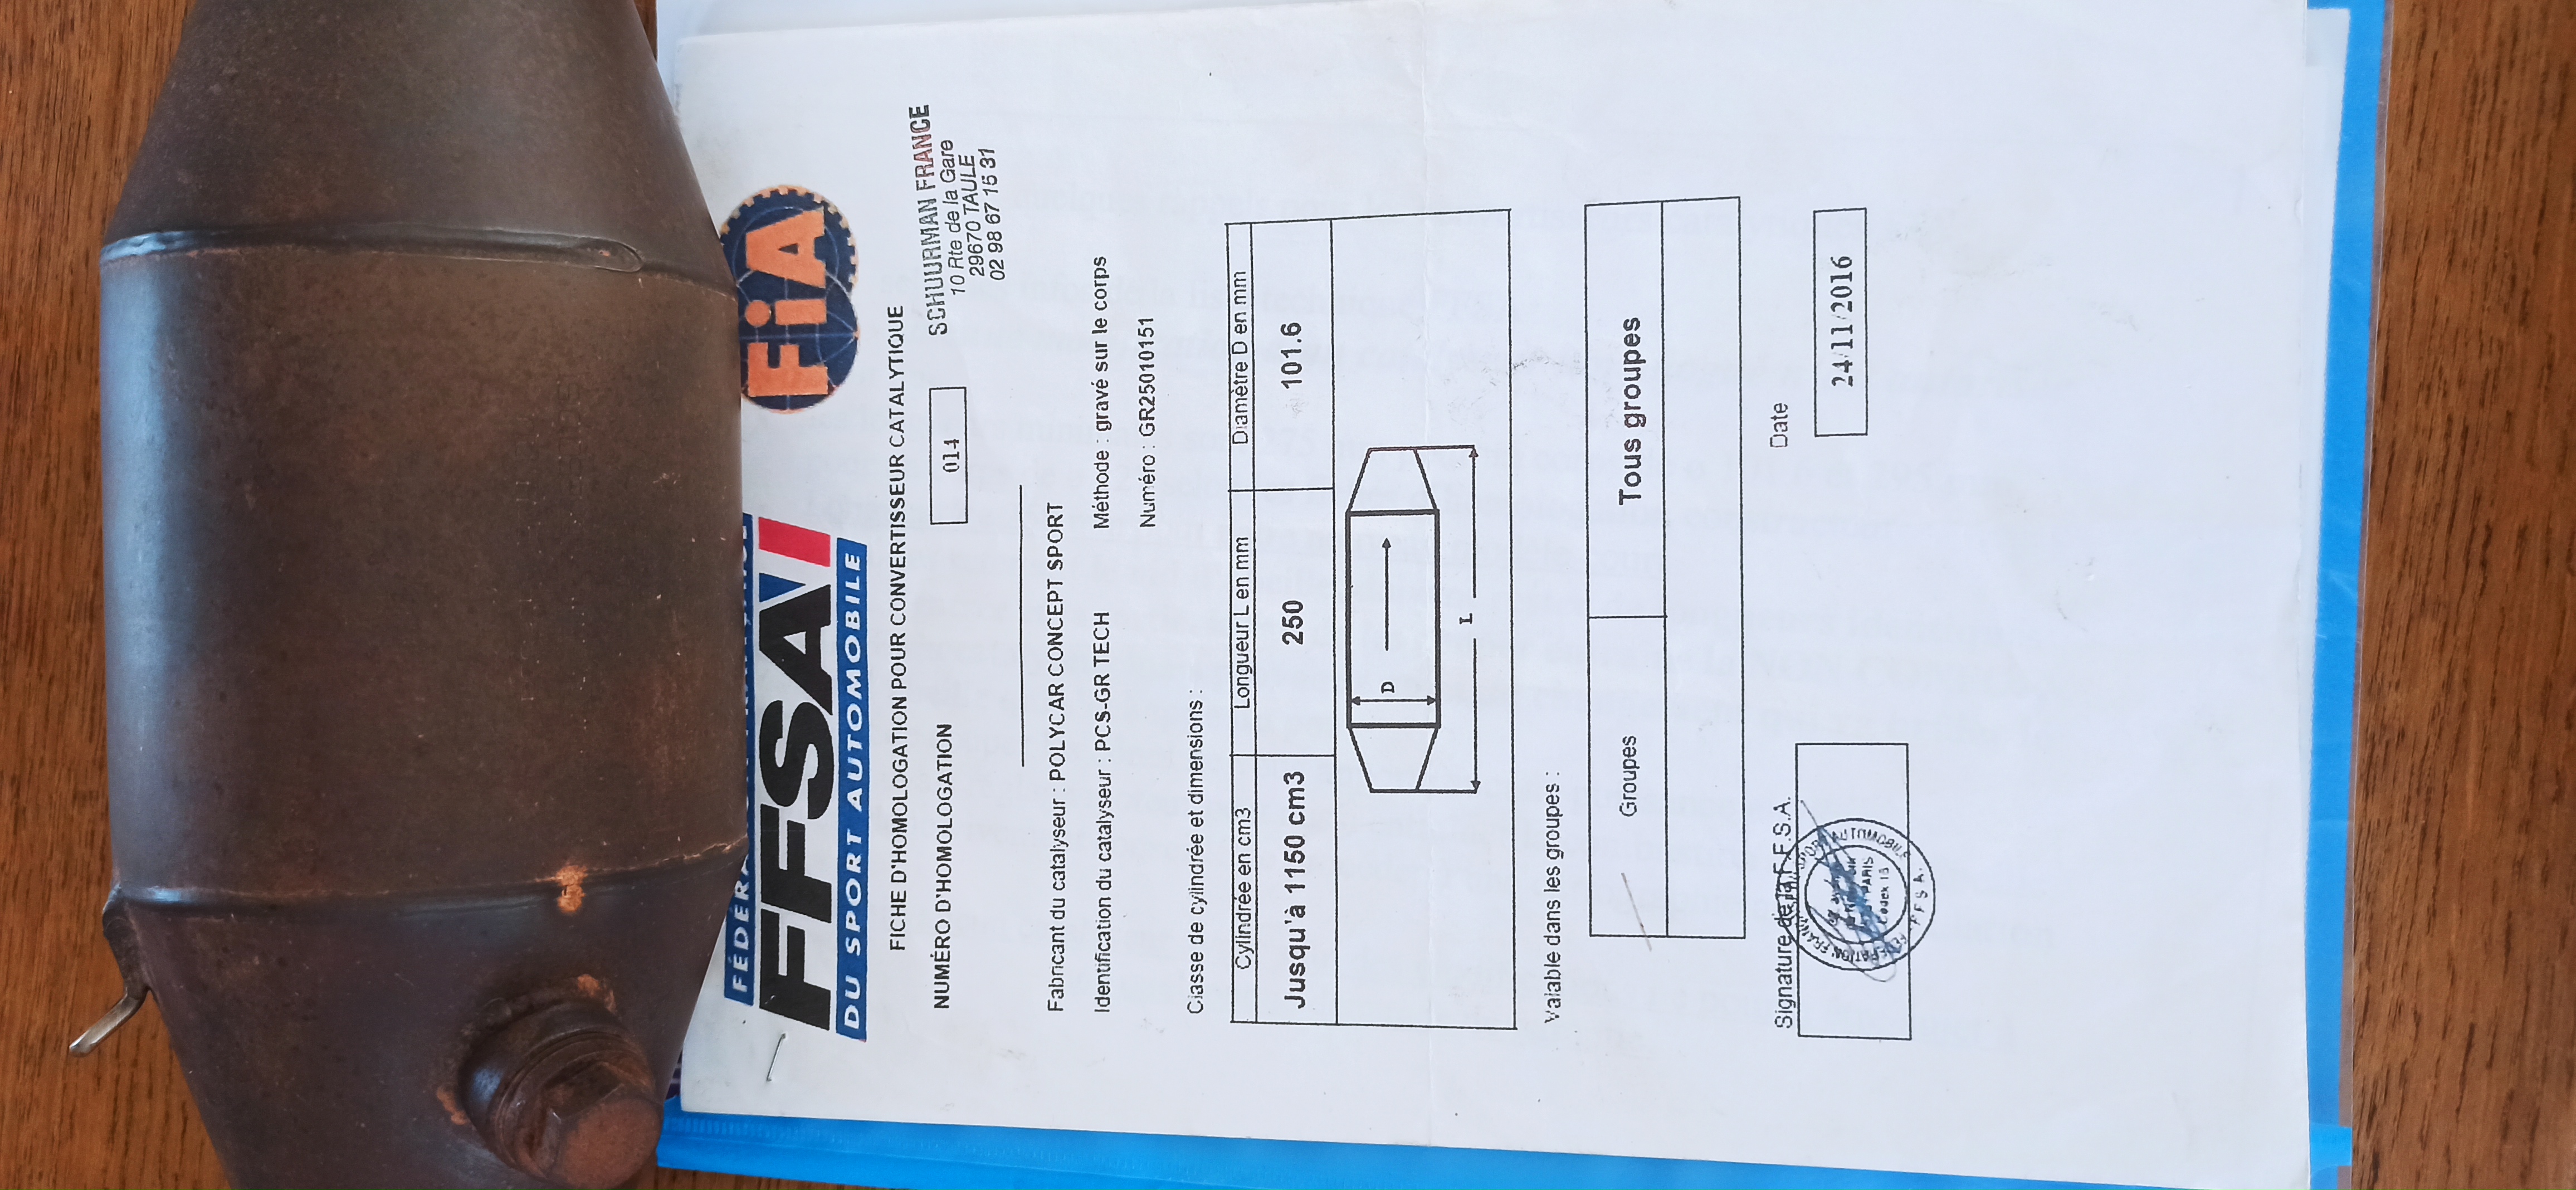 FFSA
DU SPORT AUTOMOBILE
FiA
FICHE D'HOMOLOGATION POUR CONVERTISSEUR CATALYTIQUE
NUMÉRO D'HOMOLOGATION
014
SCHUURMAN FRANCE
10 Rte de la Gare
29670 TAULE
02 98 67 15 31
Fabricant du catalyseur : POLYCAR CONCEPT SPORT
Identification du catalyseur : PCS-GR TECH
Méthode : gravé sur le corps
Numéro : GR25010151
Classe de cylindrée et dimensions :
Cylindrée en cm3 Longueur L en mm Diamètre D en mm
Jusqu'à 1150 cm3 250 101.6
D
L
Valable dans les groupes :
Groupes Tous groupes
Signature de la F.F.S.A. Date
24/11/2016
AUTOMOBILE
PARIS
F F S A.